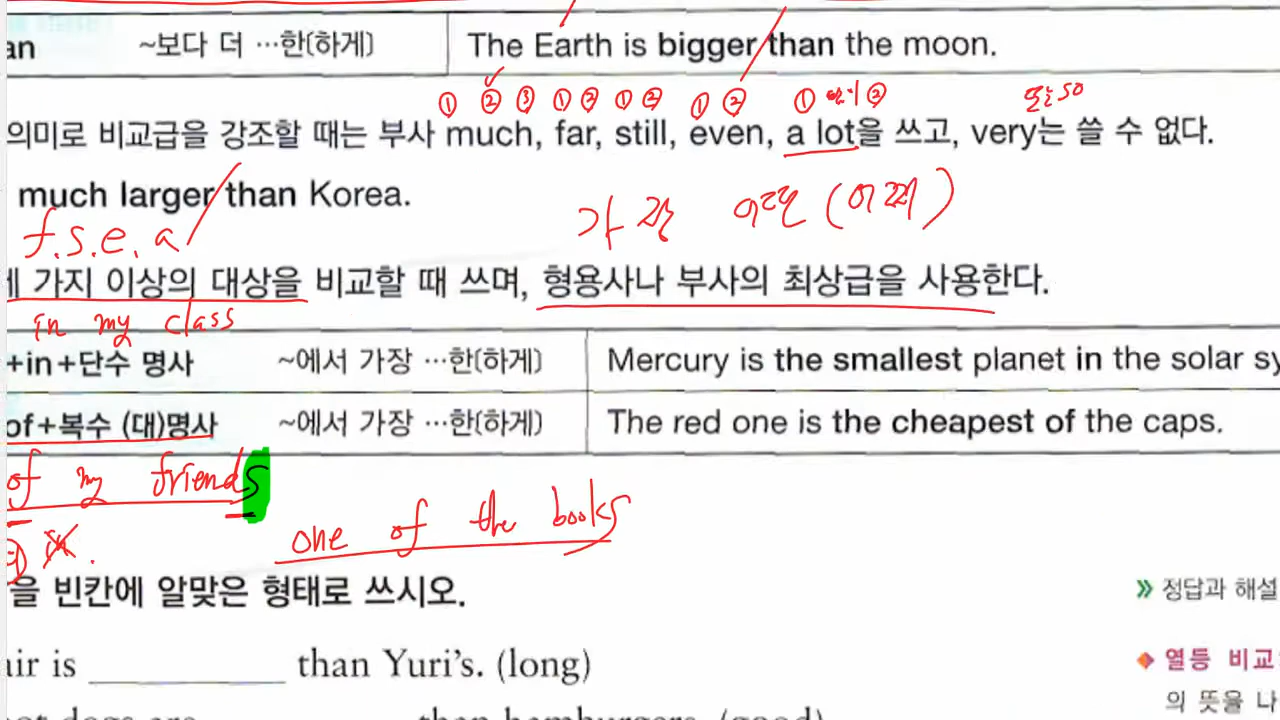 an ~보다 더 …한(하게) The Earth is bigger than the moon.
① ② ③ ① ② ① ② ① ② ① ② 또는 so
의미로 비교급을 강조할 때는 부사 much, far, still, even, a lot을 쓰고, very는 쓸 수 없다.
much larger than Korea.
f.s.e.a
가지 이상의 대상을 비교할 때 쓰며, 형용사나 부사의 최상급을 사용한다.
in my class
+in+단수 명사 ~에서 가장 …한(하게) Mercury is the smallest planet in the solar sy
of+복수 (대)명사 ~에서 가장 …한(하게) The red one is the cheapest of the caps.
of my friends
one of the books
을 빈칸에 알맞은 형태로 쓰시오.
» 정답과 해설
air is ________ than Yuri's. (long)
◆ 열등 비교
의 뜻을 나
ot dogs are ________ than hamburgers. (good)